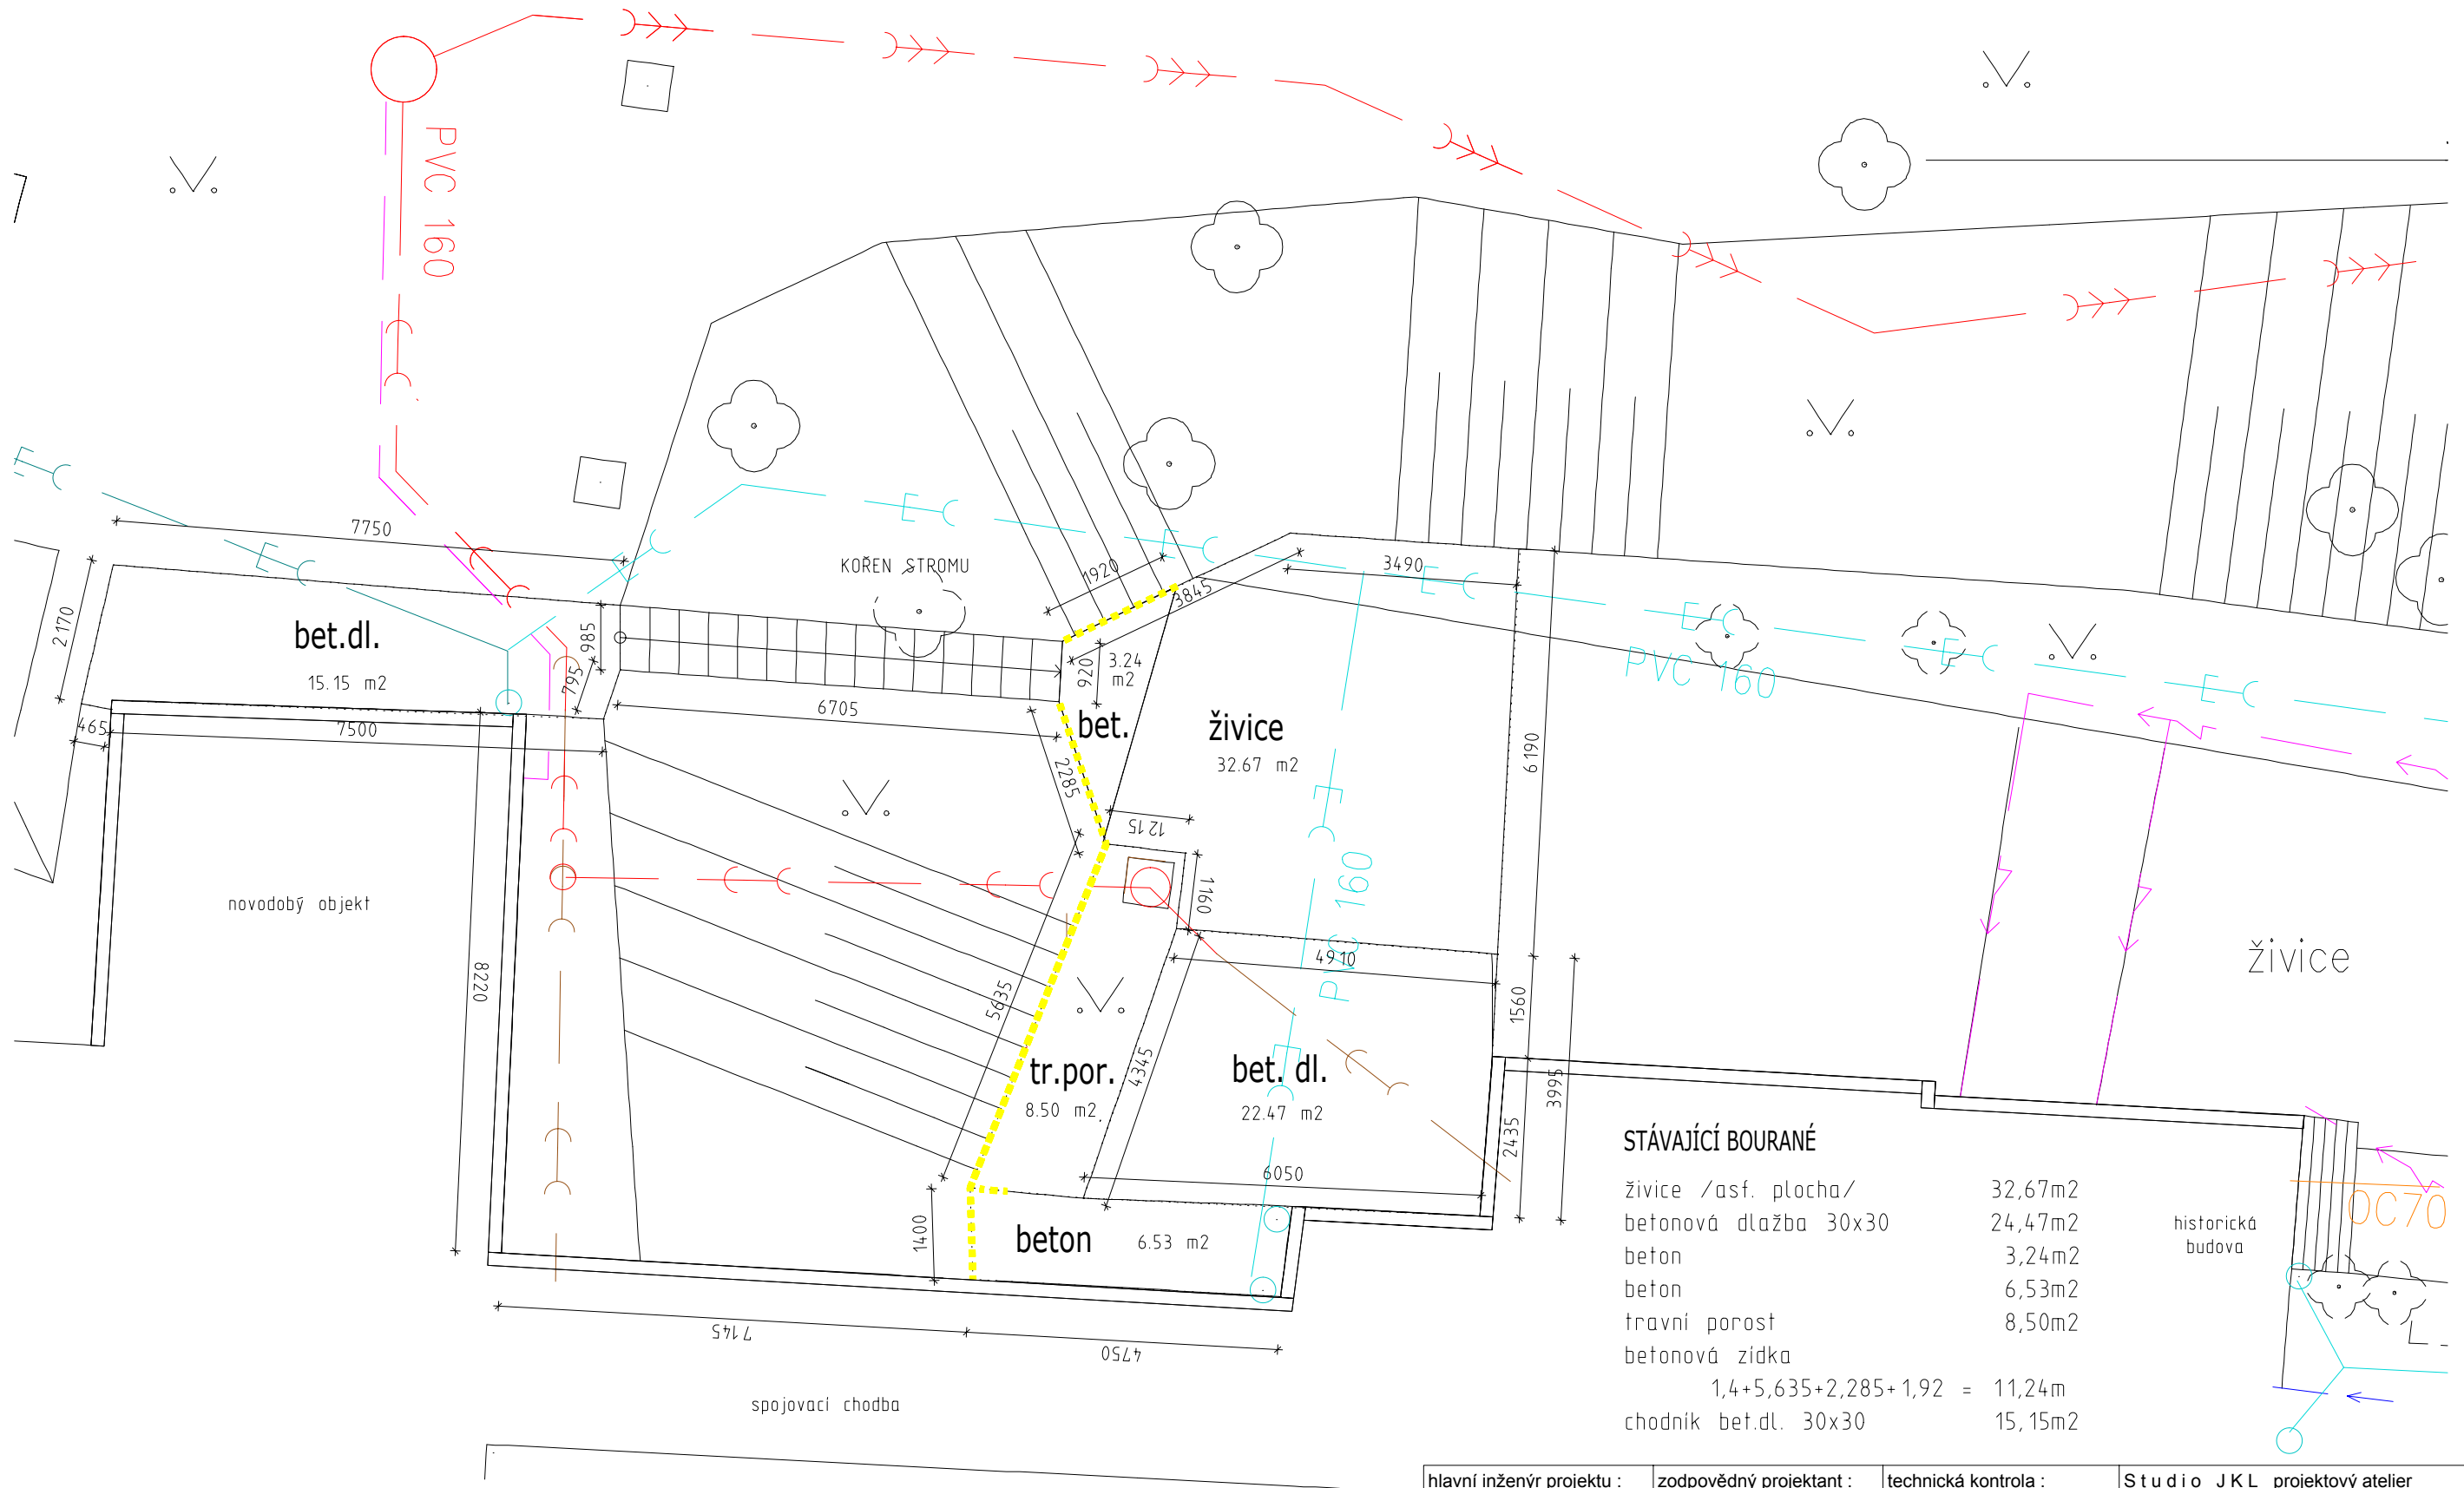 PVC 160
7750
KOŘEN STROMU
1920
3845
3490
2170
bet.dl.
15.15 m2
985
795
920
3.24
m2
PVC 160
465
7500
6705
bet.
živice
32.67 m2
6190
2285
1215
novodobý objekt
PVC 160
1160
živice
4910
8220
5635
1560
4345
tr.por.
8.50 m2
bet. dl.
22.47 m2
3995
2435
6050
1400
beton
6.53 m2
7145
4750
spojovací chodba
STÁVAJÍCÍ BOURANÉ
živice /asf. plocha/ 32,67m2
betonová dlažba 30x30 24,47m2
beton 3,24m2
beton 6,53m2
travní porost 8,50m2
betonová zídka
1,4+5,635+2,285+1,92 = 11,24m
chodník bet.dl. 30x30 15,15m2
historická
budova
OC70
hlavní inženýr projektu : zodpovědný projektant : technická kontrola : Studio JKL projektový atelier